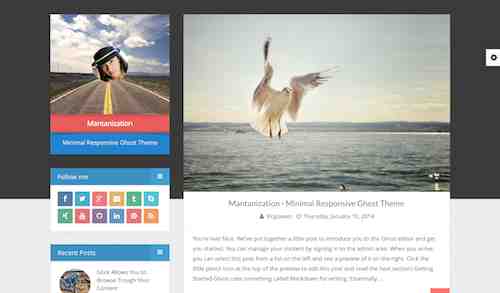 Mantanization
Minimal Responsive Ghost Theme
Follow me
Recent Posts
Ghost Allows You to
Browse Trough Your
Content
Mantanization - Minimal Responsive Ghost Theme
Thursday, January 16, 2014
You're live! Nice. We've put together a little post to introduce you to the Ghost editor and get
you started. You can manage your content by signing in to the admin area. When you arrive,
you can select this post from a list on the left and see a preview of it on the right. Click the
little pencil icon at the top of the preview to edit this post and read the next section! Getting
Started Ghost uses something called Markdown for writing. Essentially,